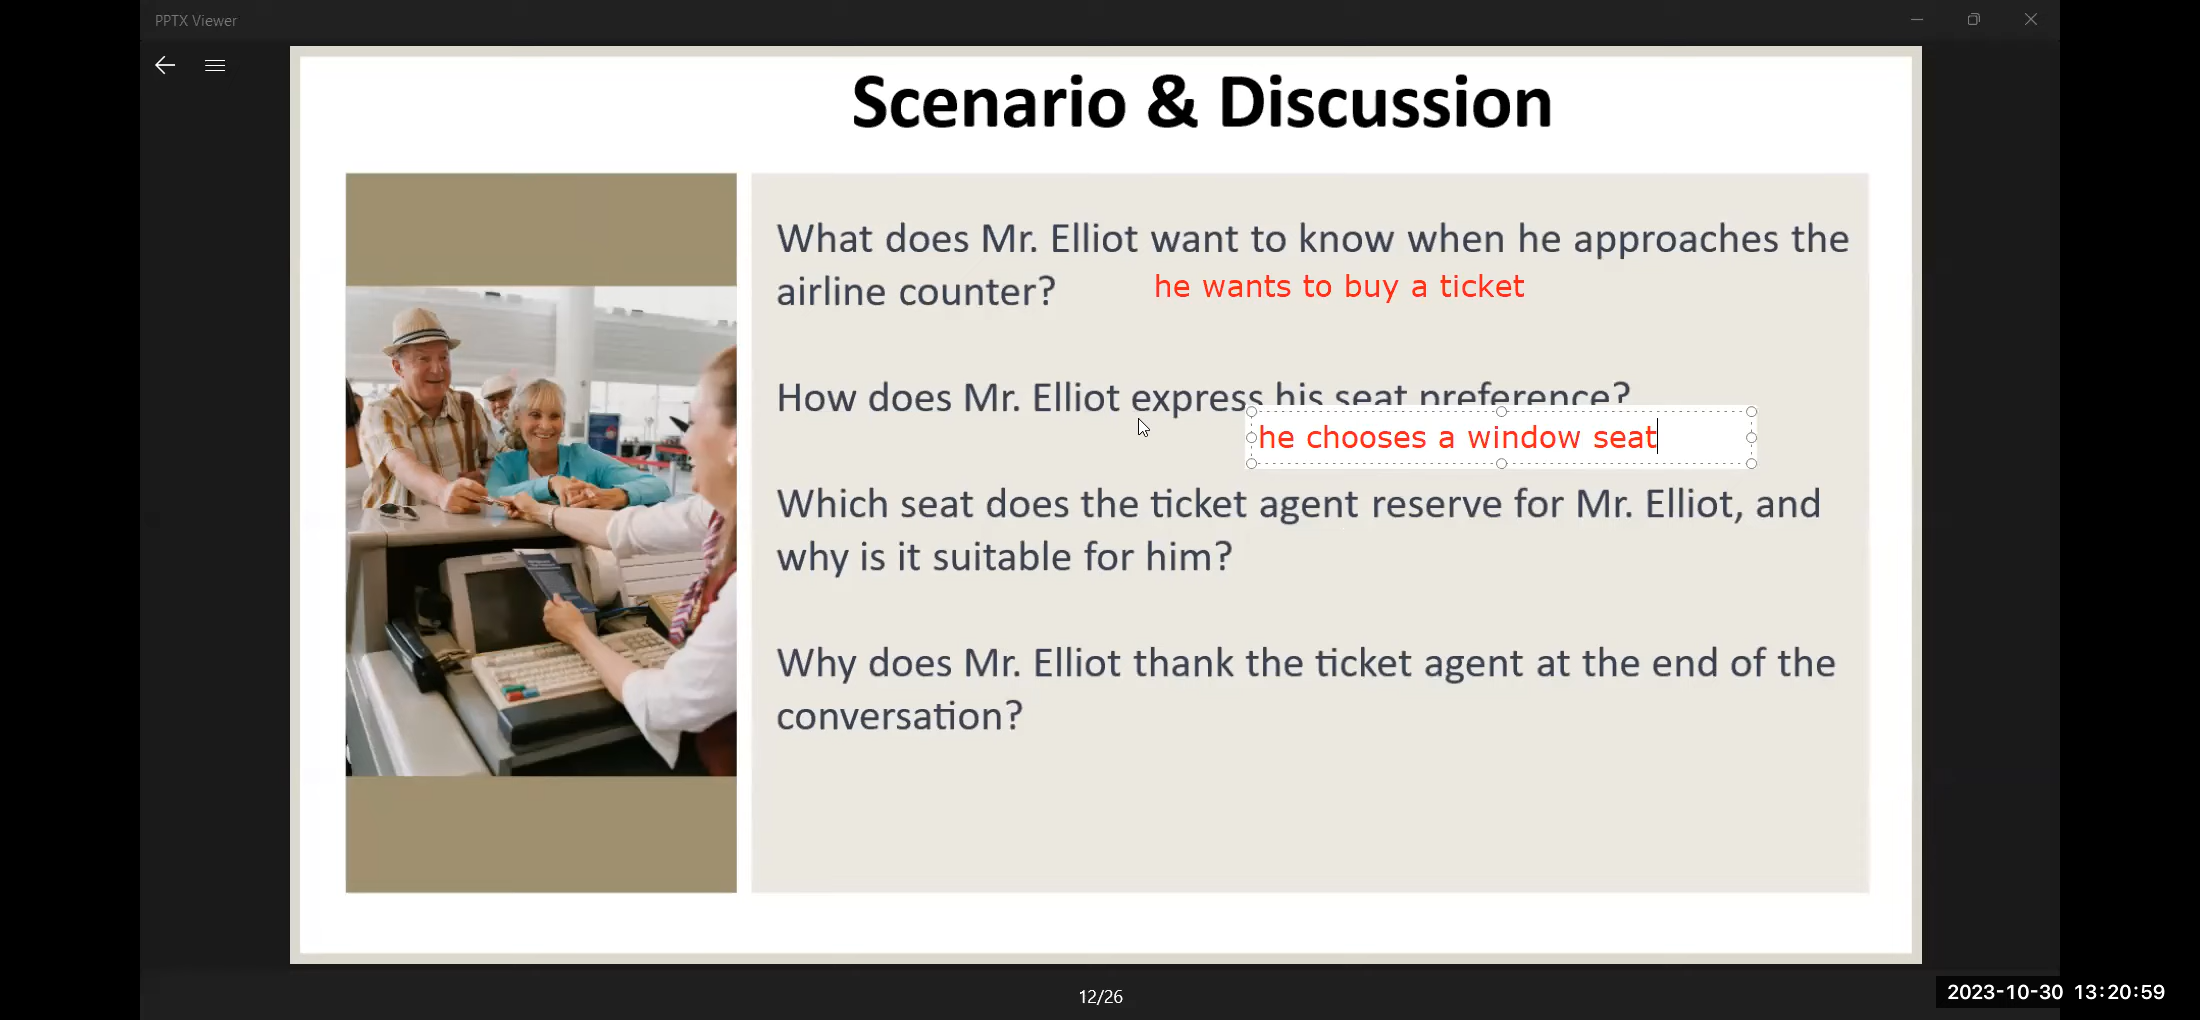 PPTX Viewer
Scenario & Discussion
What does Mr. Elliot want to know when he approaches the
airline counter?
he wants to buy a ticket
How does Mr. Elliot express his seat preference?
he chooses a window seat
Which seat does the ticket agent reserve for Mr. Elliot, and
why is it suitable for him?
Why does Mr. Elliot thank the ticket agent at the end of the
conversation?
12/26
2023-10-30 13:20:59